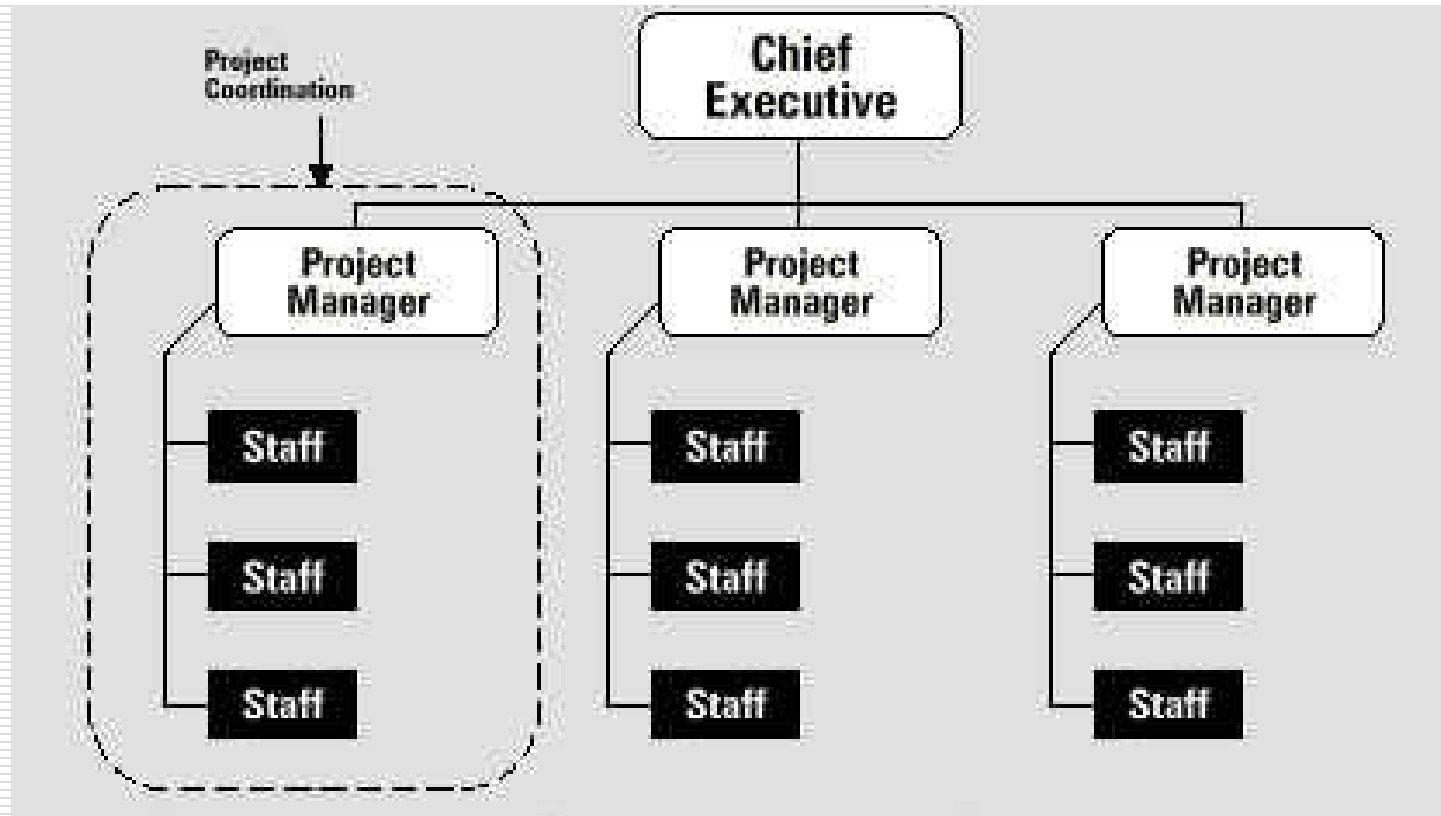 Project
Coordination
Chief
Executive
Project
Manager
Project
Manager
Project
Manager
Staff
Staff
Staff
Staff
Staff
Staff
Staff
Staff
Staff